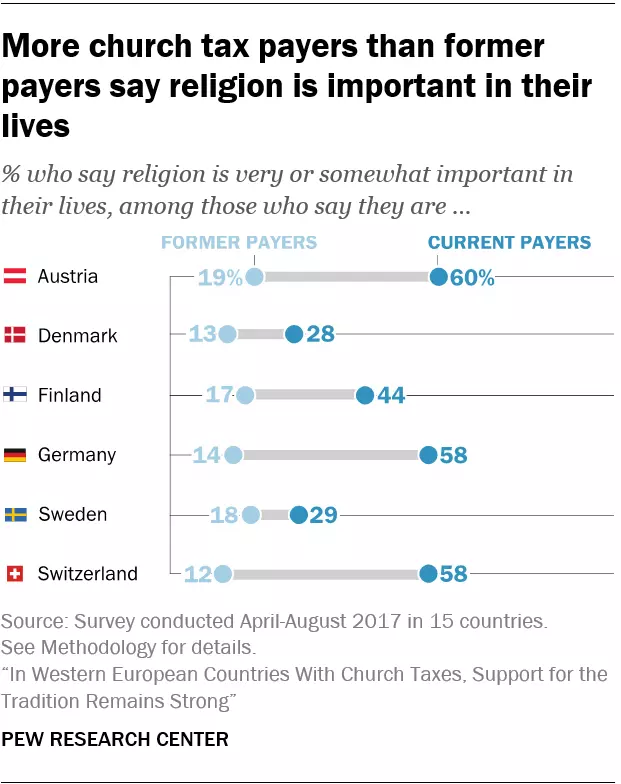 More church tax payers than former
payers say religion is important in their
lives
% who say religion is very or somewhat important in
their lives, among those who say they are ...
FORMER PAYERS CURRENT PAYERS
Austria 19% 60%
Denmark 13 28
Finland 17 44
Germany 14 58
Sweden 18 29
Switzerland 12 58
Source: Survey conducted April-August 2017 in 15 countries.
See Methodology for details.
“In Western European Countries With Church Taxes, Support for the
Tradition Remains Strong”
PEW RESEARCH CENTER